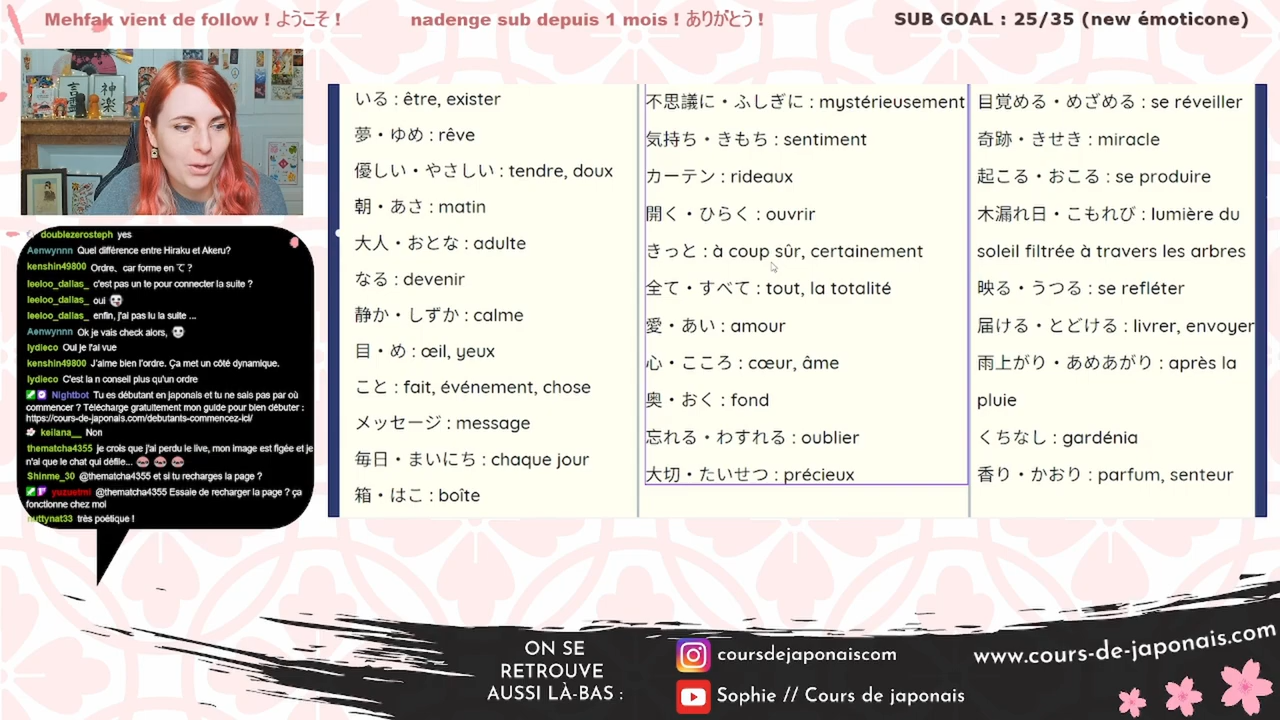 Mehfak vient de follow ! ようこそ !
nadenge sub depuis 1 mois ! ありがとう !
SUB GOAL : 25/35 (new émoticone)
言語
神楽
doublezerosteph yes
Aenwynnn Quel différence entre Hiraku et Akeru?
kenshin49800 Ordre、car forme en て ?
leeloo_dallas_ c'est pas un te pour connecter la suite ?
leeloo_dallas_ oui
leeloo_dallas_ enfin, j'ai pas lu la suite ...
Aenwynnn Ok je vais check alors,
lydieco Oui je l'ai vue
kenshin49800 J'aime bien l'ordre. Ça met un côté dynamique.
lydieco C'est la n conseil plus qu'un ordre
Nightbot Tu es débutant en japonais et tu ne sais pas par où
commencer ? Télécharge gratuitement mon guide pour bien débuter :
https://cours-de-japonais.com/debutants-commencez-ici/
keilana__ Non
thematcha4355 je crois que j'ai perdu le live, mon image est figée et je
n'ai que le chat qui défile...
Shinme_30 @thematcha4355 et si tu recharges la page ?
yuzusimi @thematcha4355 Essaie de recharger la page ? ça
fonctionne chez moi
nuttynat33 très poétique !
いる : être, exister
夢・ゆめ : rêve
優しい・やさしい : tendre, doux
朝・あさ : matin
大人・おとな : adulte
なる : devenir
静か・しずか : calme
目・め : œil, yeux
こと : fait, événement, chose
メッセージ : message
毎日・まいにち : chaque jour
箱・はこ : boîte
不思議に・ふしぎに : mystérieusement
気持ち・きもち : sentiment
カーテン : rideaux
開く・ひらく : ouvrir
きっと : à coup sûr, certainement
全て・すべて : tout, la totalité
愛・あい : amour
心・こころ : cœur, âme
奥・おく : fond
忘れる・わすれる : oublier
大切・たいせつ : précieux
目覚める・めざめる : se réveiller
奇跡・きせき : miracle
起こる・おこる : se produire
木漏れ日・こもれび : lumière du
soleil filtrée à travers les arbres
映る・うつる : se refléter
届ける・とどける : livrer, envoyer
雨上がり・あめあがり : après la
pluie
くちなし : gardénia
香り・かおり : parfum, senteur
ON SE
RETROUVE
AUSSI LÀ-BAS :
coursdejaponaiscom
Sophie // Cours de japonais
www.cours-de-japonais.com